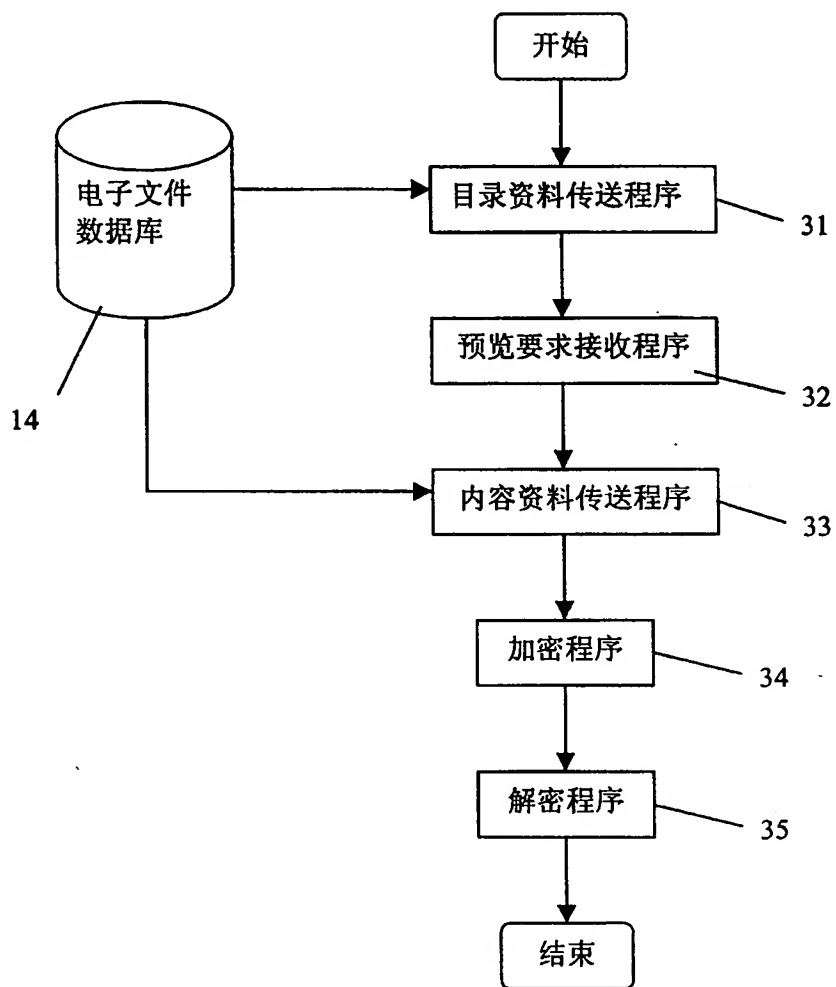 开始
电子文件
数据库
目录资料传送程序
31
预览要求接收程序
32
14
内容资料传送程序
33
加密程序
34
解密程序
35
结束